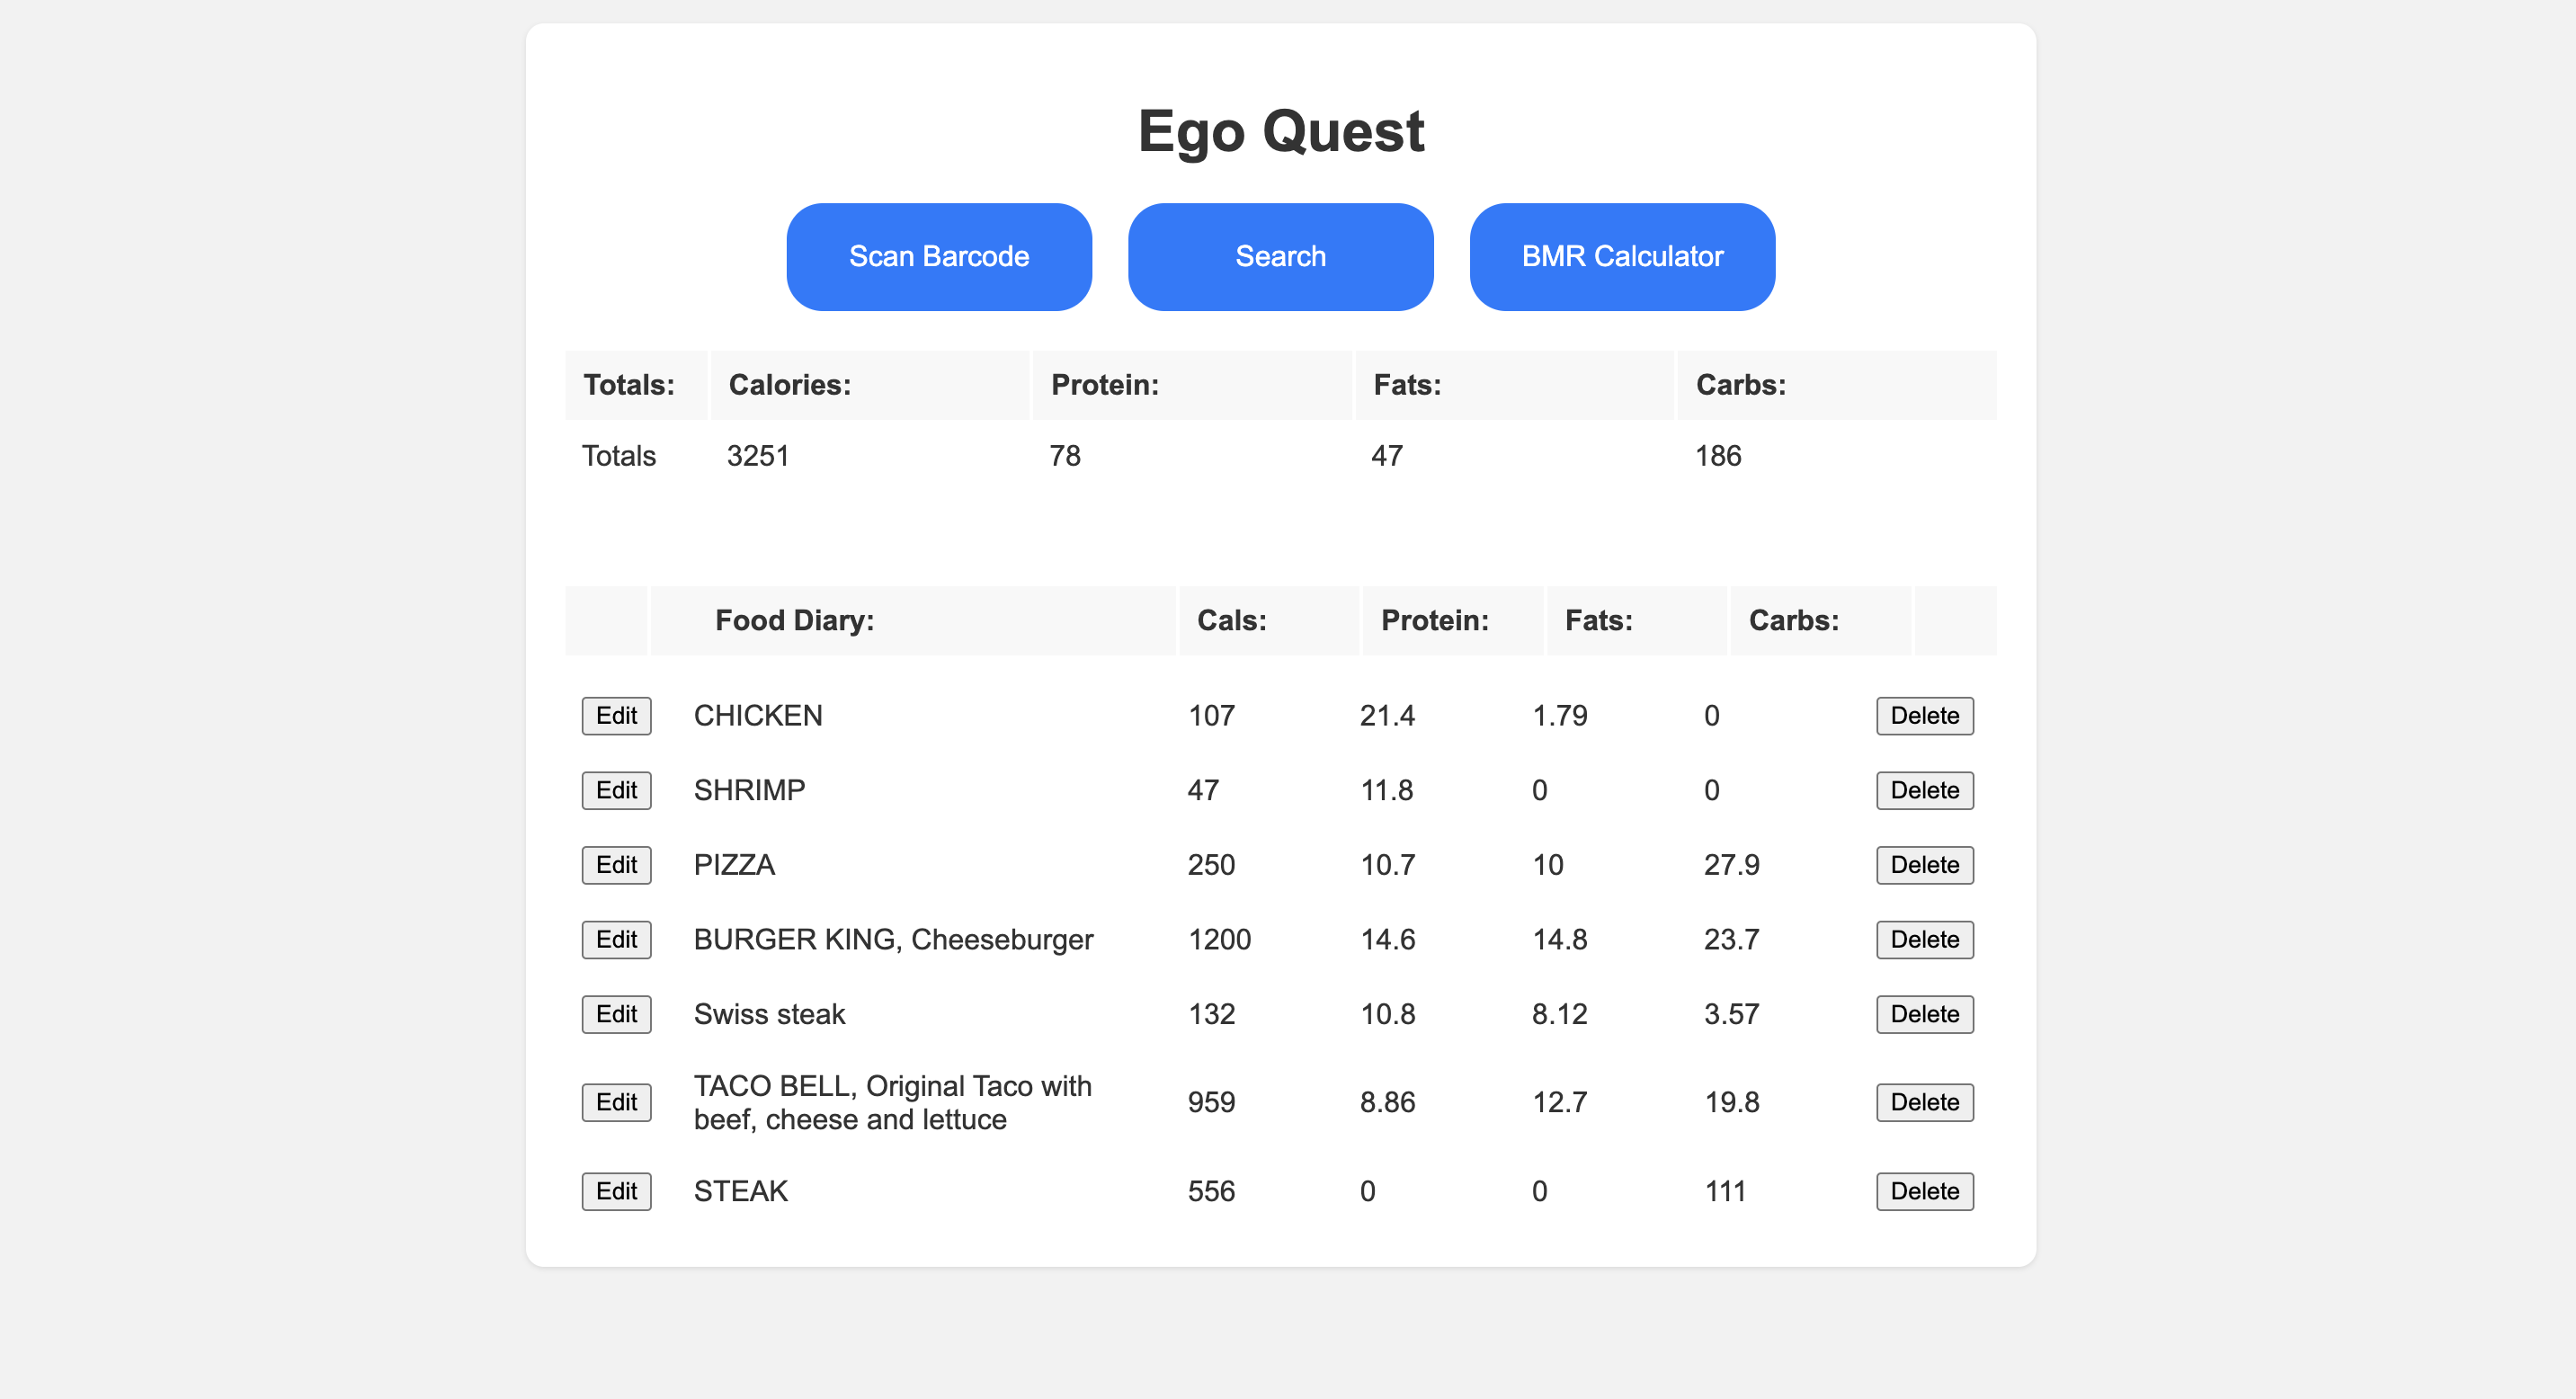 Ego Quest
Scan Barcode Search BMR Calculator
Totals: Calories: Protein: Fats: Carbs:
Totals 3251 78 47 186
Food Diary: Cals: Protein: Fats: Carbs:
Edit CHICKEN 107 21.4 1.79 0 Delete
Edit SHRIMP 47 11.8 0 0 Delete
Edit PIZZA 250 10.7 10 27.9 Delete
Edit BURGER KING, Cheeseburger 1200 14.6 14.8 23.7 Delete
Edit Swiss steak 132 10.8 8.12 3.57 Delete
Edit TACO BELL, Original Taco with
beef, cheese and lettuce 959 8.86 12.7 19.8 Delete
Edit STEAK 556 0 0 111 Delete